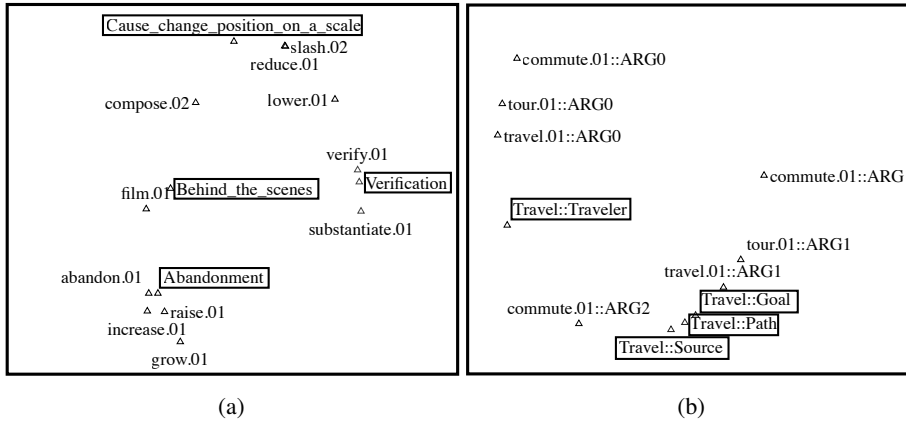 Cause_change_position_on_a_scale
slash.02
reduce.01
compose.02
lower.01
verify.01
Verification
film.01
Behind_the_scenes
substantiate.01
abandon.01
Abandonment
raise.01
increase.01
grow.01
(a)
commute.01::ARG0
tour.01::ARG0
travel.01::ARG0
commute.01::ARG
Travel::Traveler
tour.01::ARG1
travel.01::ARG1
Travel::Goal
commute.01::ARG2
Travel::Path
Travel::Source
(b)